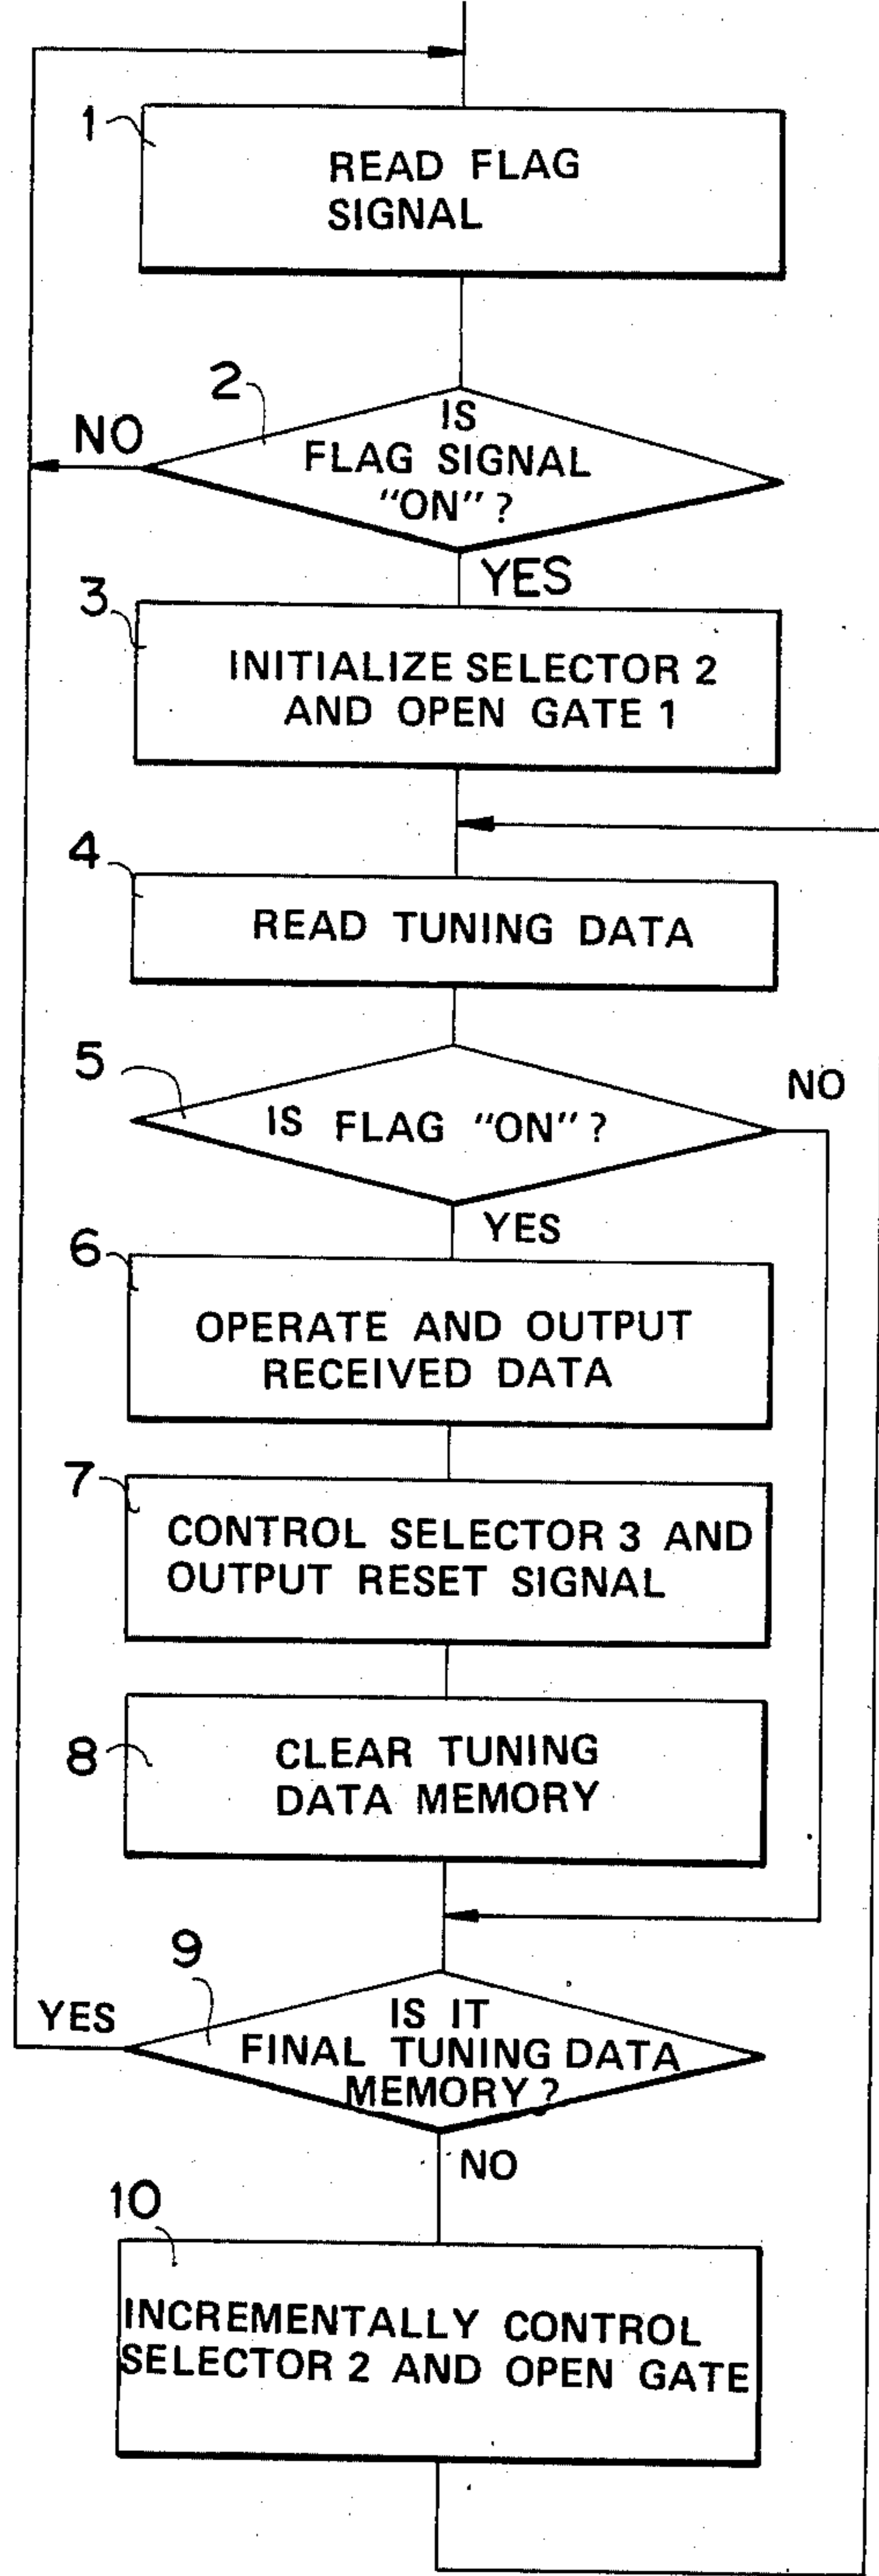 1
READ FLAG
SIGNAL
2
IS
FLAG SIGNAL
"ON"?
NO
YES
3
INITIALIZE SELECTOR 2
AND OPEN GATE 1
4
READ TUNING DATA
5
IS FLAG "ON"?
NO
YES
6
OPERATE AND OUTPUT
RECEIVED DATA
7
CONTROL SELECTOR 3 AND
OUTPUT RESET SIGNAL
8
CLEAR TUNING
DATA MEMORY
9
YES
IS IT
FINAL TUNING DATA
MEMORY?
NO
10
INCREMENTALLY CONTROL
SELECTOR 2 AND OPEN GATE